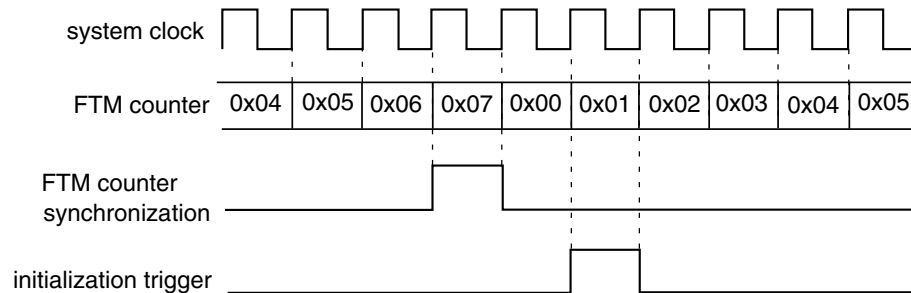 system clock
FTM counter 0x04 0x05 0x06 0x07 0x00 0x01 0x02 0x03 0x04 0x05
FTM counter
synchronization
initialization trigger